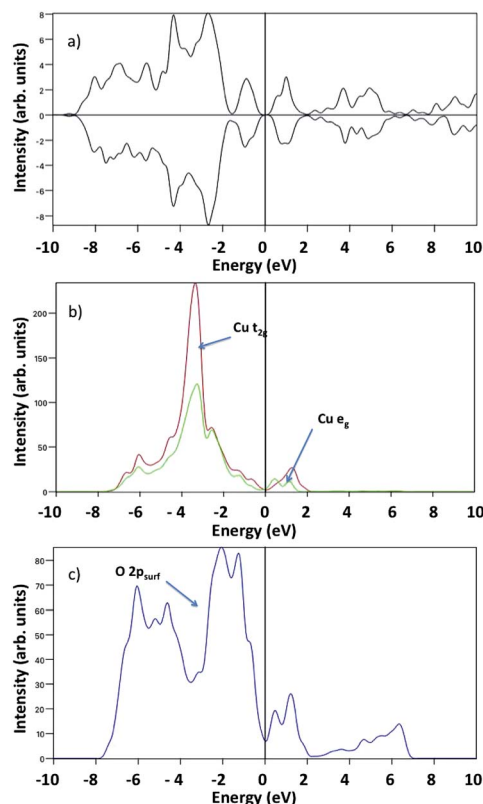 a)
Intensity (arb. units)
8
6
4
2
0
-2
-4
-6
-8
-10 -8 -6 - 4 -2 0 2 4 6 8 10
Energy (eV)
b)
Intensity (arb. units)
200
150
100
50
0
Cu t2g
Cu eg
-10 -8 -6 - 4 -2 0 2 4 6 8 10
Energy (eV)
c)
Intensity (arb. units)
80
70
60
50
40
30
20
10
0
O 2psurf
-10 -8 -6 -4 -2 0 2 4 6 8 10
Energy (eV)